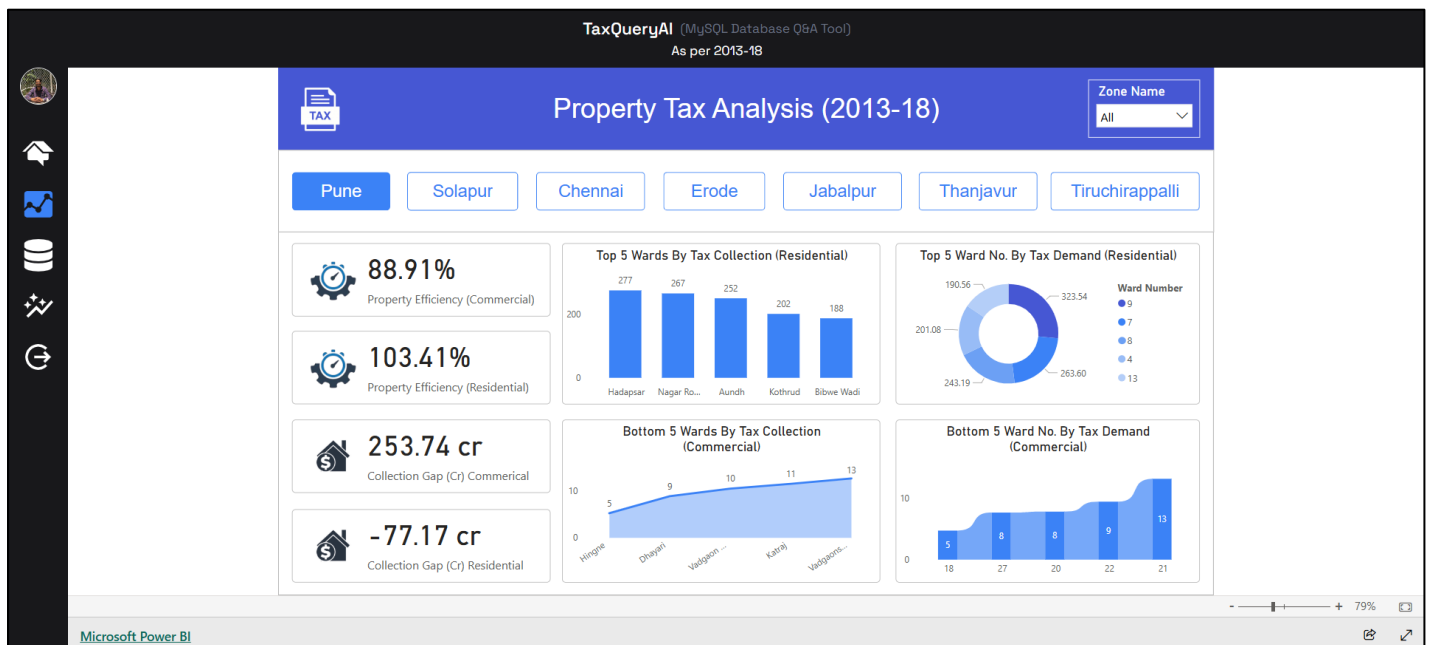 TaxQueryAI (MySQL Database Q&A Tool)
As per 2013-18
TAX
Property Tax Analysis (2013-18)
Zone Name
All
Pune
Solapur
Chennai
Erode
Jabalpur
Thanjavur
Tiruchirappalli
88.91%
Property Efficiency (Commercial)
103.41%
Property Efficiency (Residential)
$
253.74 cr
Collection Gap (Cr) Commerical
$
-77.17 cr
Collection Gap (Cr) Residential
Top 5 Wards By Tax Collection (Residential)
277
267
252
202
188
200
0
Hadapsar
Nagar Ro...
Aundh
Kothrud
Bibwe Wadi
Top 5 Ward No. By Tax Demand (Residential)
190.56
323.54
201.08
263.60
243.19
Ward Number
9
7
8
4
13
Bottom 5 Wards By Tax Collection
(Commercial)
5
9
10
11
13
10
0
Hingne
Dhayari
Vadgaon ...
Katraj
Vadgaons...
Bottom 5 Ward No. By Tax Demand
(Commercial)
10
0
5
8
8
9
13
18
27
20
22
21
- + 79%
Microsoft Power BI